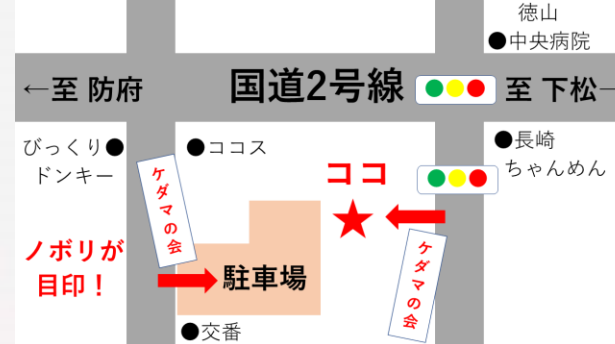 徳山
●中央病院
←至 防府
国道2号線
至 下松→
びっくり●
ドンキー
●ココス
●長崎
ちゃんめん
ココ
ケダマの会
ケダマの会
ノボリが
目印！
駐車場
●交番